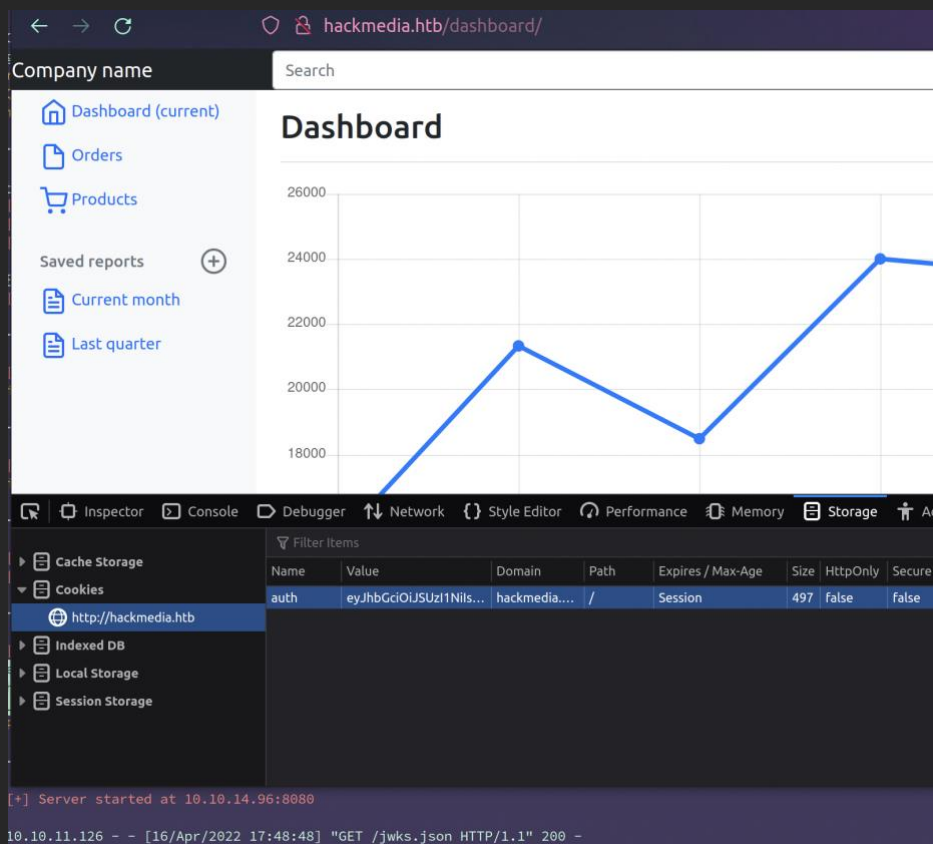 hackmedia.htb/dashboard/
Company name
Search
Dashboard (current)
Orders
Products
Saved reports
Current month
Last quarter
Dashboard
26000
24000
22000
20000
18000
Inspector Console Debugger Network Style Editor Performance Memory Storage
Filter Items
Cache Storage
Cookies
http://hackmedia.htb
Indexed DB
Local Storage
Session Storage
Name Value Domain Path Expires / Max-Age Size HttpOnly Secure
auth eyJhbGciOiJSUzI1NiIs... hackmedia.... / Session 497 false false
[+] Server started at 10.10.14.96:8080
10.10.11.126 - - [16/Apr/2022 17:48:48] "GET /jwks.json HTTP/1.1" 200 -